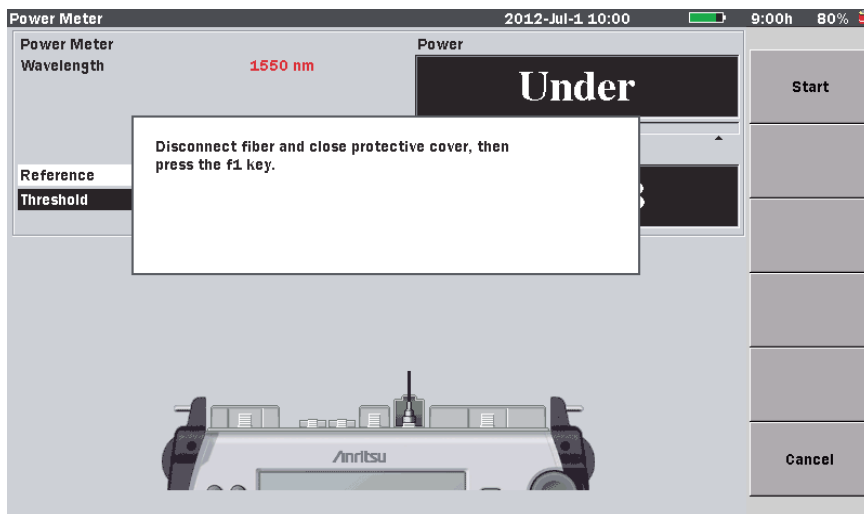 Power Meter 2012-Jul-1 10:00 9:00h 80%
Power Meter
Wavelength 1550 nm
Power
Under
Reference
Threshold
Disconnect fiber and close protective cover, then
press the f1 key.
Start
Cancel
Anritsu